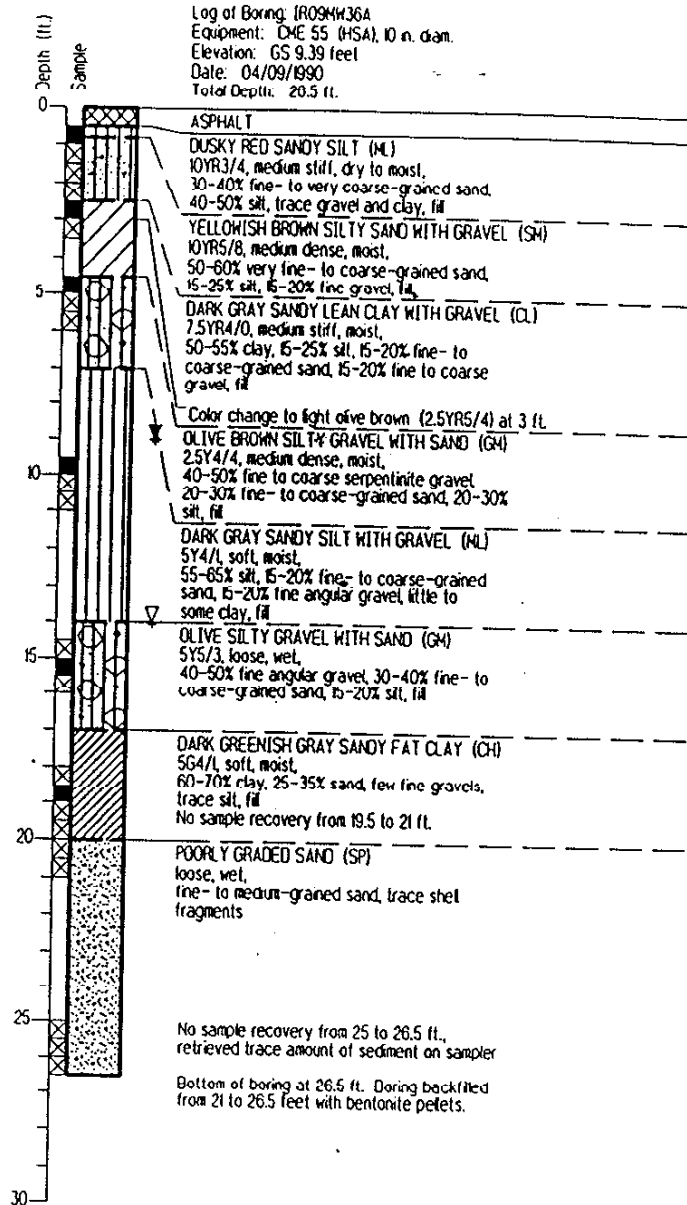 Log of Boring: IR09MW36A
Equipment: CME 55 (HSA), 10 in. diam.
Elevation: GS 9.39 feet
Date: 04/09/1990
Total Depth: 26.5 ft.
Depth (ft.)
Sample
0
ASPHALT
DUSKY RED SANDY SILT (ML)
10YR3/4, medium stiff, dry to moist,
30-40% fine- to very coarse-grained sand,
40-50% silt, trace gravel and clay, fill
YELLOWISH BROWN SILTY SAND WITH GRAVEL (SM)
10YR5/8, medium dense, moist,
50-60% very fine- to coarse-grained sand,
15-25% silt, 15-20% fine gravel, fill,
5
DARK GRAY SANDY LEAN CLAY WITH GRAVEL (CL)
7.5YR4/0, medium stiff, moist,
50-55% clay, 15-25% silt, 15-20% fine- to
coarse-grained sand, 15-20% fine to coarse
gravel, fill
Color change to light olive brown (2.5YR5/4) at 3 ft.
OLIVE BROWN SILTY GRAVEL WITH SAND (GM)
2.5Y4/4, medium dense, moist,
40-50% fine to coarse serpentinite gravel
20-30% fine- to coarse-grained sand, 20-30%
silt, fill
10
DARK GRAY SANDY SILT WITH GRAVEL (ML)
5Y4/1, soft, moist,
55-65% silt, 15-20% fine- to coarse-grained
sand, 15-20% fine angular gravel, little to
some clay, fill
OLIVE SILTY GRAVEL WITH SAND (GM)
5Y5/3, loose, wet,
40-50% fine angular gravel, 30-40% fine- to
coarse-grained sand, 15-20% silt, fill
15
DARK GREENISH GRAY SANDY FAT CLAY (CH)
5G4/1, soft, moist,
60-70% clay, 25-35% sand, few fine gravels,
trace silt, fill
No sample recovery from 19.5 to 21 ft.
20
POORLY GRADED SAND (SP)
loose, wet,
fine- to medium-grained sand, trace shell
fragments
25
No sample recovery from 25 to 26.5 ft.,
retrieved trace amount of sediment on sampler
Bottom of boring at 26.5 ft. Boring backfilled
from 21 to 26.5 feet with bentonite pellets.
30